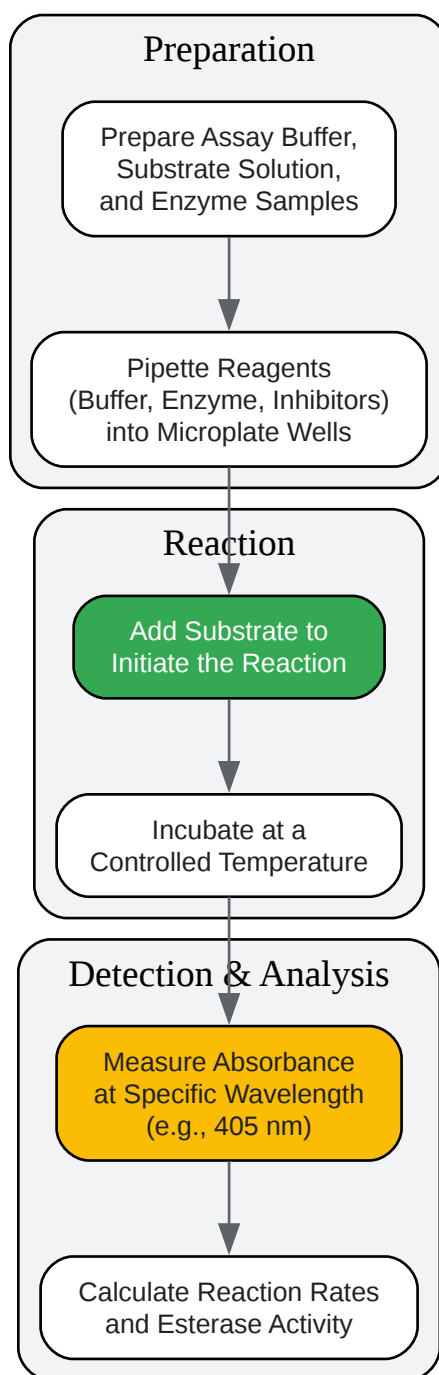 Preparation
Prepare Assay Buffer,
Substrate Solution,
and Enzyme Samples
Pipette Reagents
(Buffer, Enzyme, Inhibitors)
into Microplate Wells
Reaction
Add Substrate to
Initiate the Reaction
Incubate at a
Controlled Temperature
Detection & Analysis
Measure Absorbance
at Specific Wavelength
(e.g., 405 nm)
Calculate Reaction Rates
and Esterase Activity